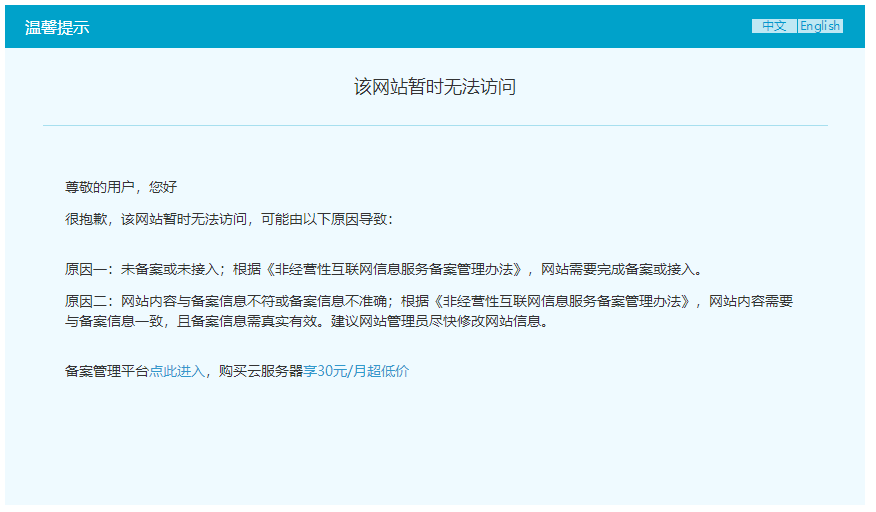 温馨提示
中文 English
该网站暂时无法访问
尊敬的用户，您好
很抱歉，该网站暂时无法访问，可能由以下原因导致：
原因一：未备案或未接入；根据《非经营性互联网信息服务备案管理办法》，网站需要完成备案或接入。
原因二：网站内容与备案信息不符或备案信息不准确；根据《非经营性互联网信息服务备案管理办法》，网站内容需要
与备案信息一致，且备案信息需真实有效。建议网站管理员尽快修改网站信息。
备案管理平台点此进入，购买云服务器享30元/月超低价